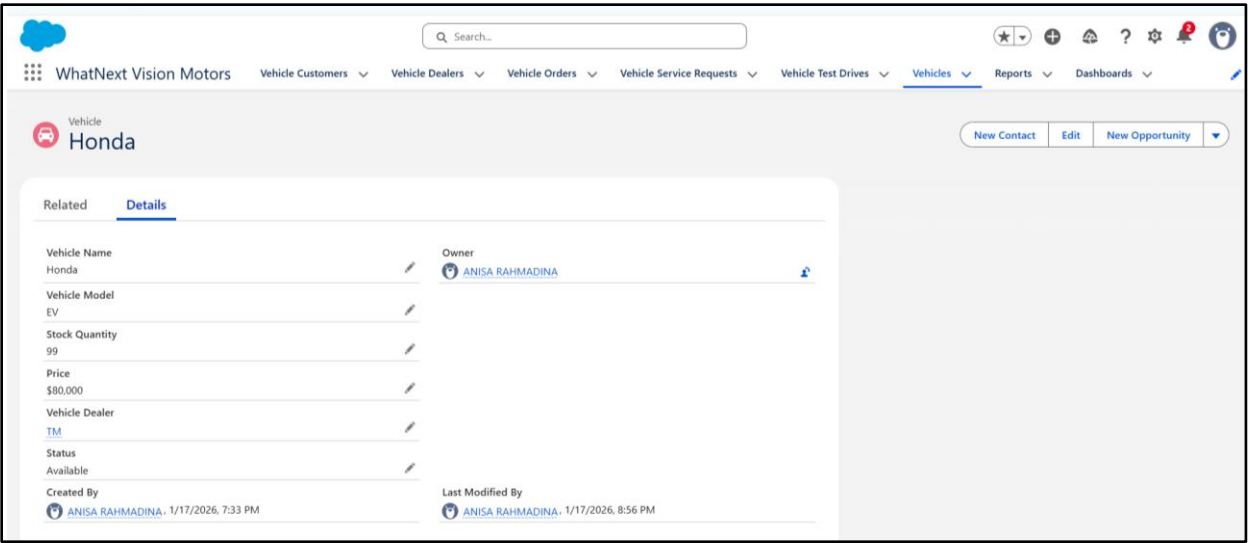 Search...
2
WhatNext Vision Motors Vehicle Customers Vehicle Dealers Vehicle Orders Vehicle Service Requests Vehicle Test Drives Vehicles Reports Dashboards
Vehicle
Honda
New Contact Edit New Opportunity
Related Details
Vehicle Name
Honda
Owner
ANISA RAHMADINA
Vehicle Model
EV
Stock Quantity
99
Price
$80,000
Vehicle Dealer
TM
Status
Available
Created By
ANISA RAHMADINA, 1/17/2026, 7:33 PM
Last Modified By
ANISA RAHMADINA, 1/17/2026, 8:56 PM